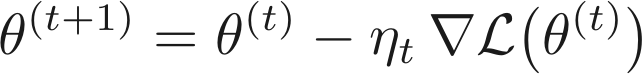 θ^{(t+1)} = θ^{(t)} − η_t ∇ℒ(θ^{(t)})